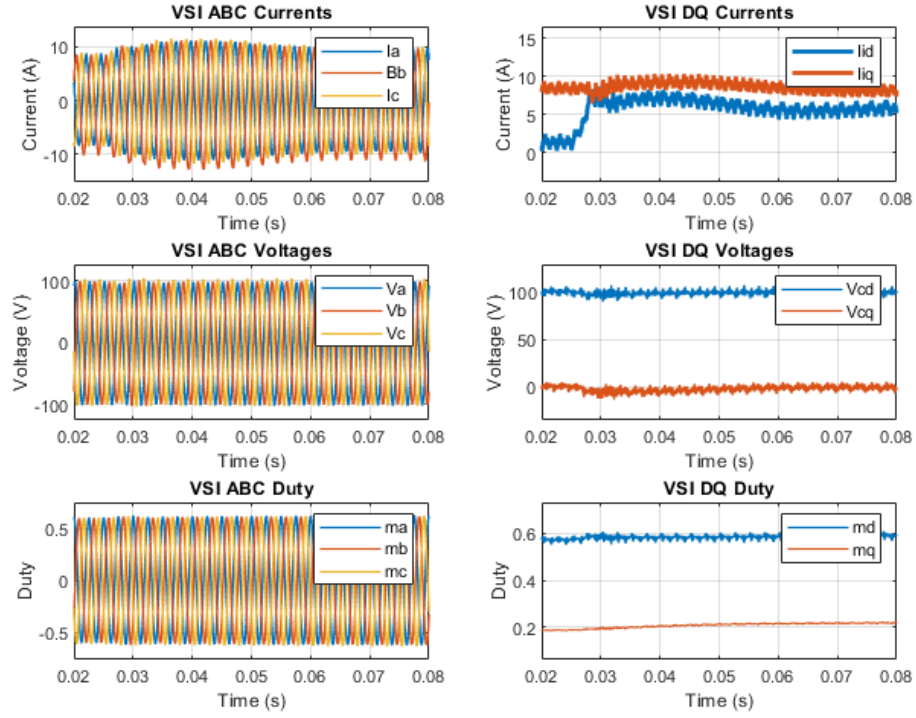 VSI ABC Currents
Current (A)
10
0
-10
Ia
Bb
Ic
0.02 0.03 0.04 0.05 0.06 0.07 0.08
Time (s)
VSI DQ Currents
Current (A)
15
10
5
0
Iid
Iiq
0.02 0.03 0.04 0.05 0.06 0.07 0.08
Time (s)
VSI ABC Voltages
Voltage (V)
100
0
-100
Va
Vb
Vc
0.02 0.03 0.04 0.05 0.06 0.07 0.08
Time (s)
VSI DQ Voltages
Voltage (V)
100
50
0
Vcd
Vcq
0.02 0.03 0.04 0.05 0.06 0.07 0.08
Time (s)
VSI ABC Duty
Duty
0.5
0
-0.5
ma
mb
mc
0.02 0.03 0.04 0.05 0.06 0.07 0.08
Time (s)
VSI DQ Duty
Duty
0.6
0.4
0.2
md
mq
0.02 0.03 0.04 0.05 0.06 0.07 0.08
Time (s)